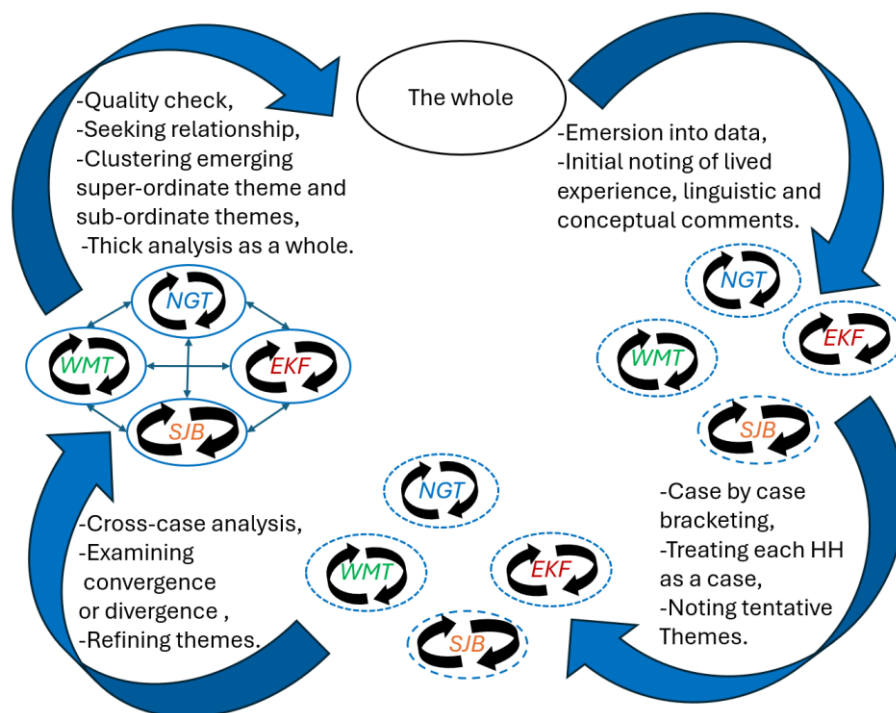 The whole
-Quality check,
-Seeking relationship,
-Clustering emerging
super-ordinate theme and
sub-ordinate themes,
-Thick analysis as a whole.
-Emersion into data,
-Initial noting of lived
experience, linguistic and
conceptual comments.
NGT
WMT
EKF
SJB
NGT
WMT
EKF
SJB
-Case by case
bracketing,
-Treating each HH
as a case,
-Noting tentative
Themes.
NGT
WMT
EKF
SJB
-Cross-case analysis,
-Examining
convergence
or divergence ,
-Refining themes.